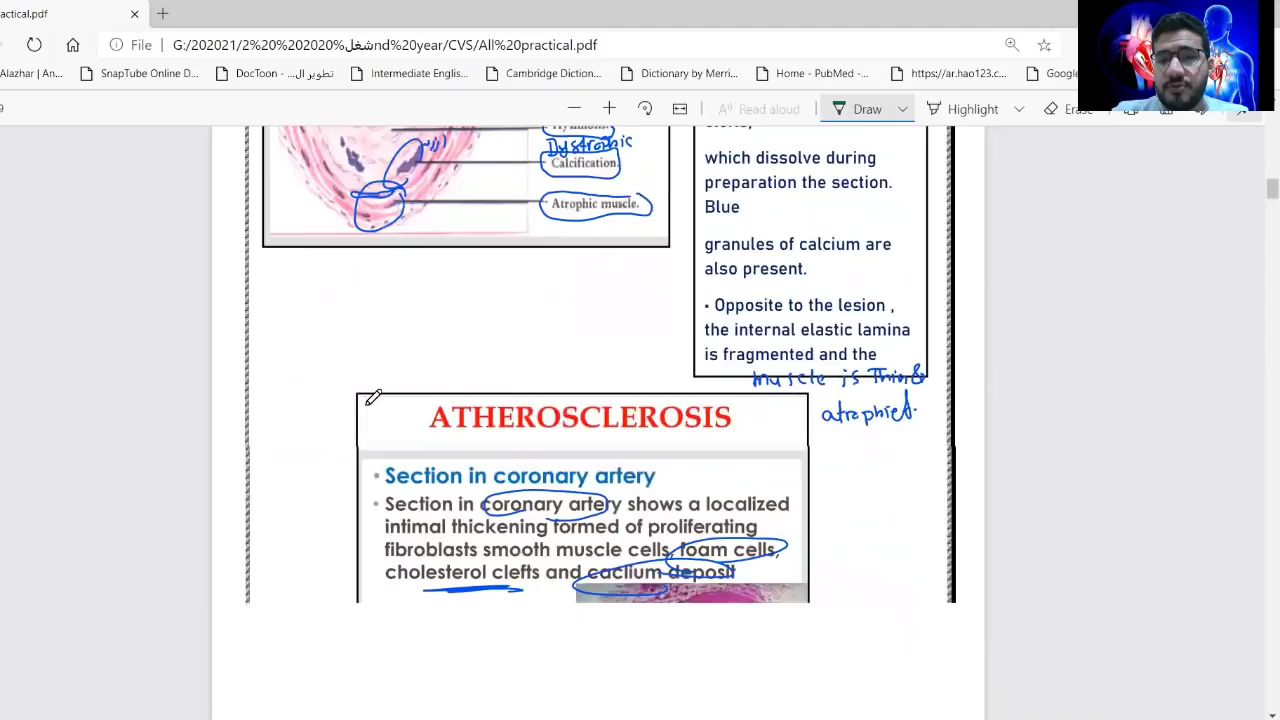 actical.pdf
File
G:/202021/2%20%202020%شغل20nd%20year/CVS/All%20practical.pdf
Alazhar | An...
SnapTube Online D...
DocToon - تطوير ال...
Intermediate Englis...
Cambridge Diction...
Dictionary by Merri...
Home - PubMed -...
https://ar.hao123.c...
Google
9
Read aloud
Draw
Highlight
Erase
Dystrophic
Calcification.
Atrophic muscle.
clefts,
which dissolve during
preparation the section.
Blue
granules of calcium are
also present.
• Opposite to the lesion ,
the internal elastic lamina
is fragmented and the
muscle is Thin &
atrophied.
ATHEROSCLEROSIS
• Section in coronary artery
• Section in coronary artery shows a localized
intimal thickening formed of proliferating
fibroblasts smooth muscle cells, foam cells,
cholesterol clefts and caclium deposit